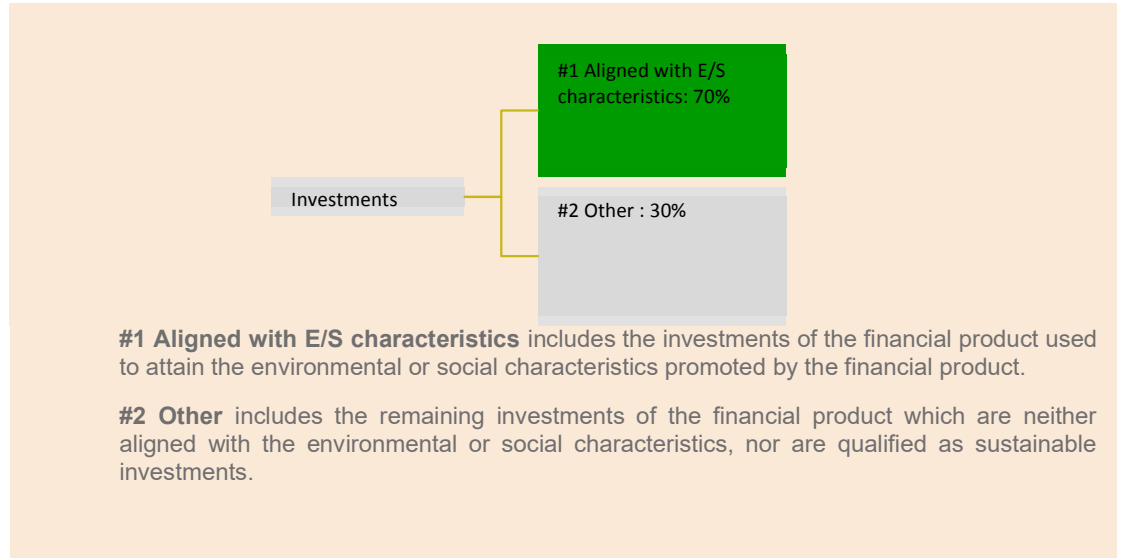 #1 Aligned with E/S
characteristics: 70%
Investments
#2 Other : 30%
#1 Aligned with E/S characteristics includes the investments of the financial product used
to attain the environmental or social characteristics promoted by the financial product.
#2 Other includes the remaining investments of the financial product which are neither
aligned with the environmental or social characteristics, nor are qualified as sustainable
investments.